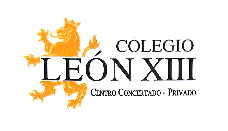 COLEGIO
LEÓN XIII
CENTRO CONCERTADO - PRIVADO